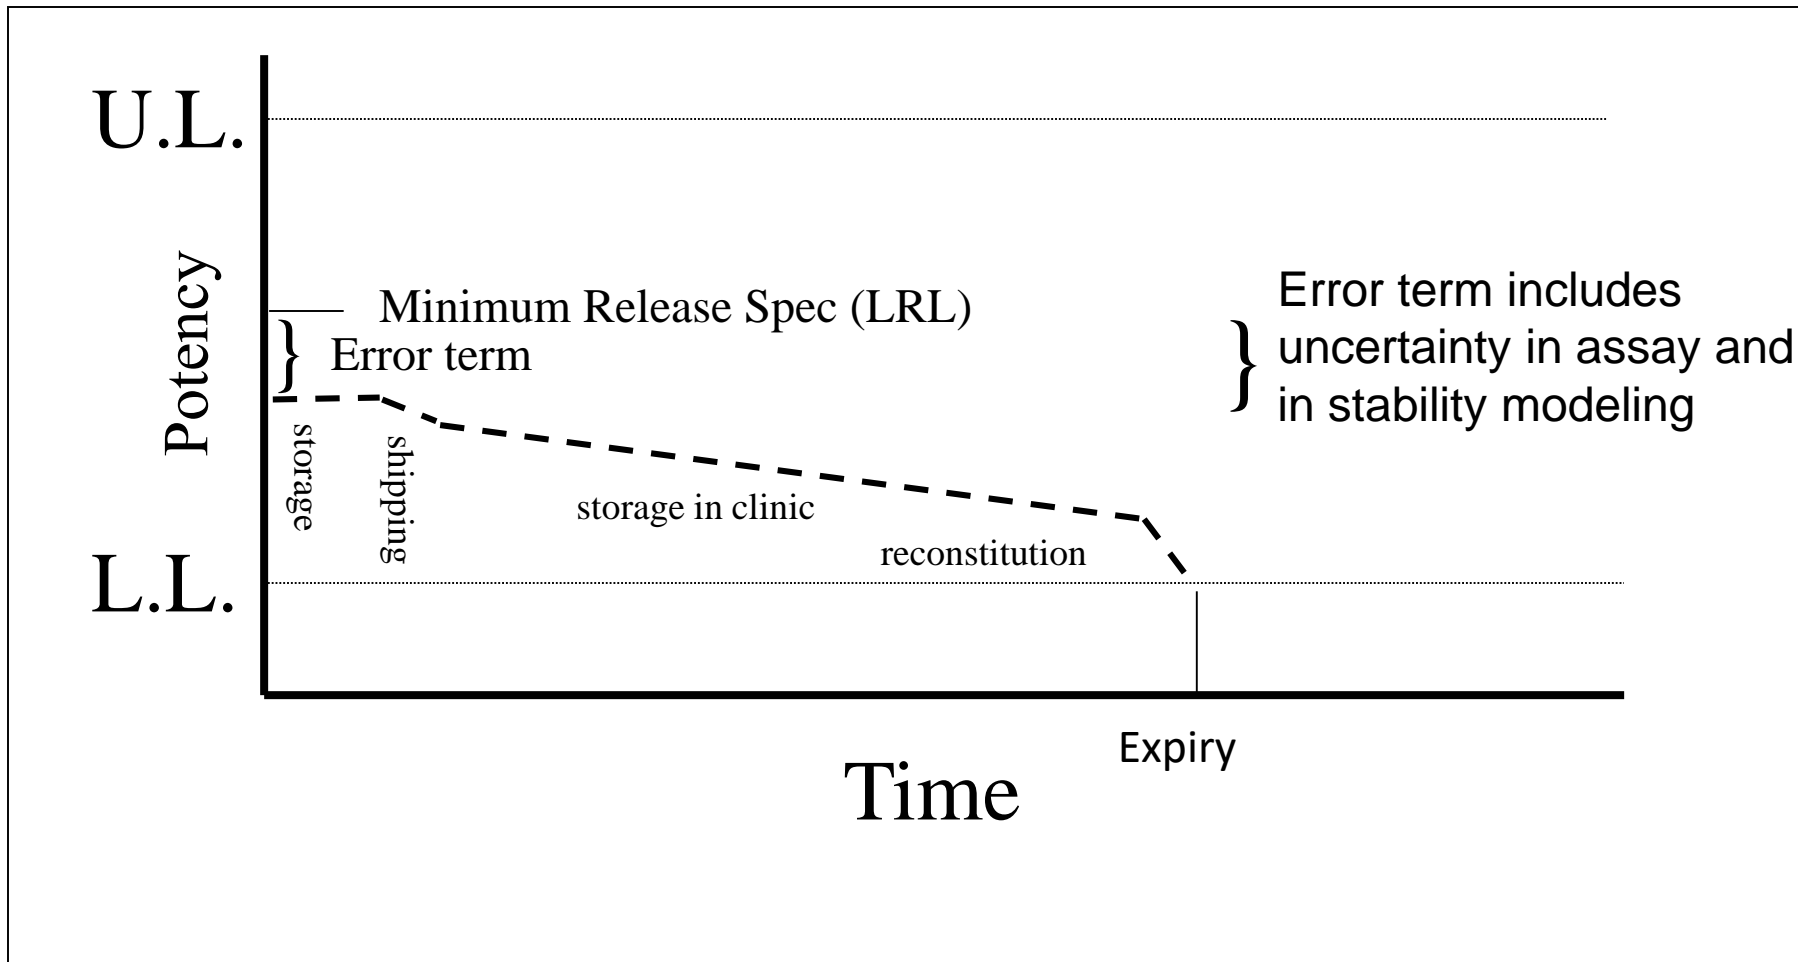 U.L.
Potency
Minimum Release Spec (LRL)
} Error term
storage
shipping
storage in clinic
reconstitution
L.L.
} Error term includes
uncertainty in assay and
in stability modeling
Expiry
Time